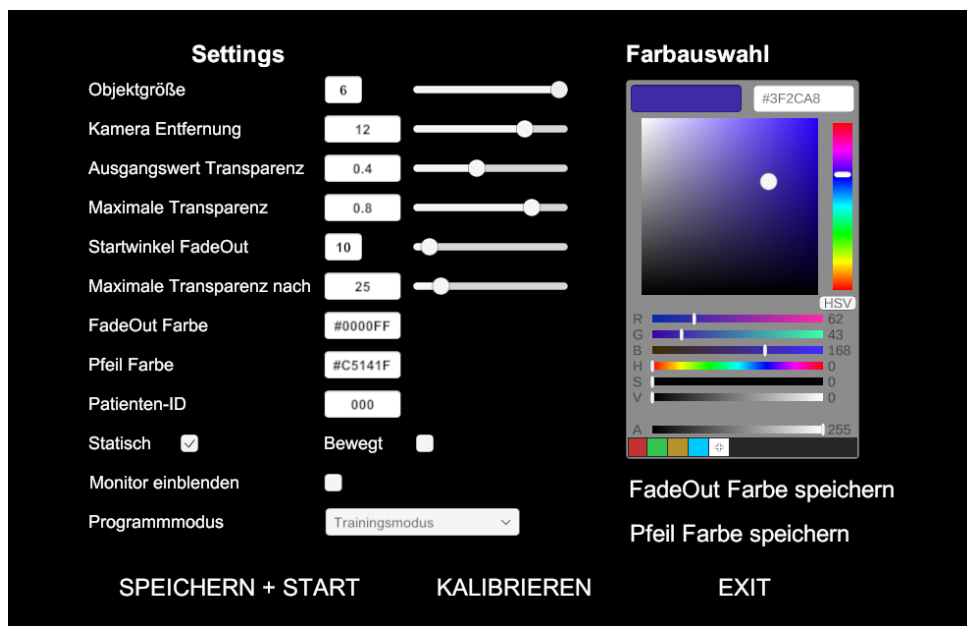 Settings
Objektgröße 6
Kamera Entfernung 12
Ausgangswert Transparenz 0.4
Maximale Transparenz 0.8
Startwinkel FadeOut 10
Maximale Transparenz nach 25
FadeOut Farbe #0000FF
Pfeil Farbe #C5141F
Patienten-ID 000
Statisch Bewegt
Monitor einblenden
Programmmodus Trainingsmodus
Farbauswahl
#3F2CA8
HSV
R 62
G 43
B 168
H 0
S 0
V 0
A 255
FadeOut Farbe speichern
Pfeil Farbe speichern
SPEICHERN + START KALIBRIEREN EXIT